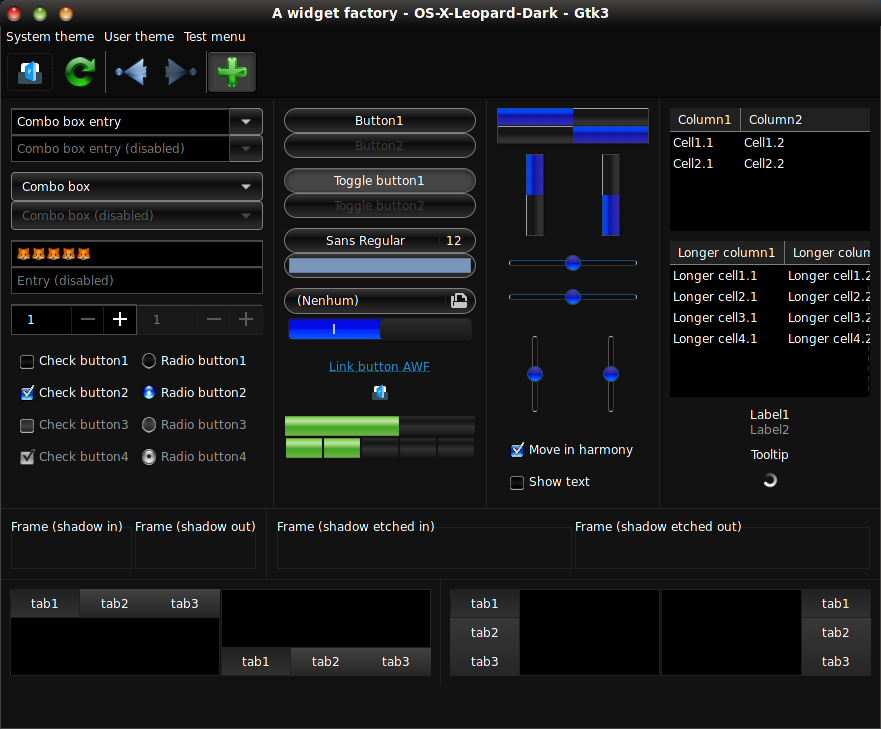 A widget factory - OS-X-Leopard-Dark - Gtk3
System theme User theme Test menu
Combo box entry
Combo box entry (disabled)
Combo box
Combo box (disabled)
Entry (disabled)
1
1
Check button1 Radio button1
Check button2 Radio button2
Check button3 Radio button3
Check button4 Radio button4
Button1
Button2
Toggle button1
Toggle button2
Sans Regular 12
(Nenhum)
Link button AWF
Move in harmony
Show text
Column1 Column2
Cell1.1 Cell1.2
Cell2.1 Cell2.2
Longer column1 Longer colum
Longer cell1.1 Longer cell1.2
Longer cell2.1 Longer cell2.2
Longer cell3.1 Longer cell3.2
Longer cell4.1 Longer cell4.2
Label1
Label2
Tooltip
Frame (shadow in) Frame (shadow out) Frame (shadow etched in) Frame (shadow etched out)
tab1 tab2 tab3
tab1 tab2 tab3
tab1
tab2
tab3
tab1
tab2
tab3